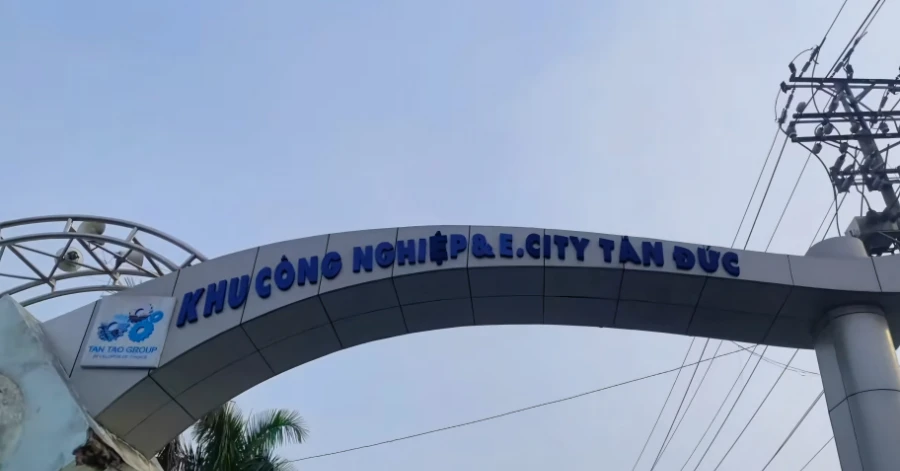 KHU CÔNG NGHIỆP & E.CITY TÂN ĐỨC
TAN TAO GROUP